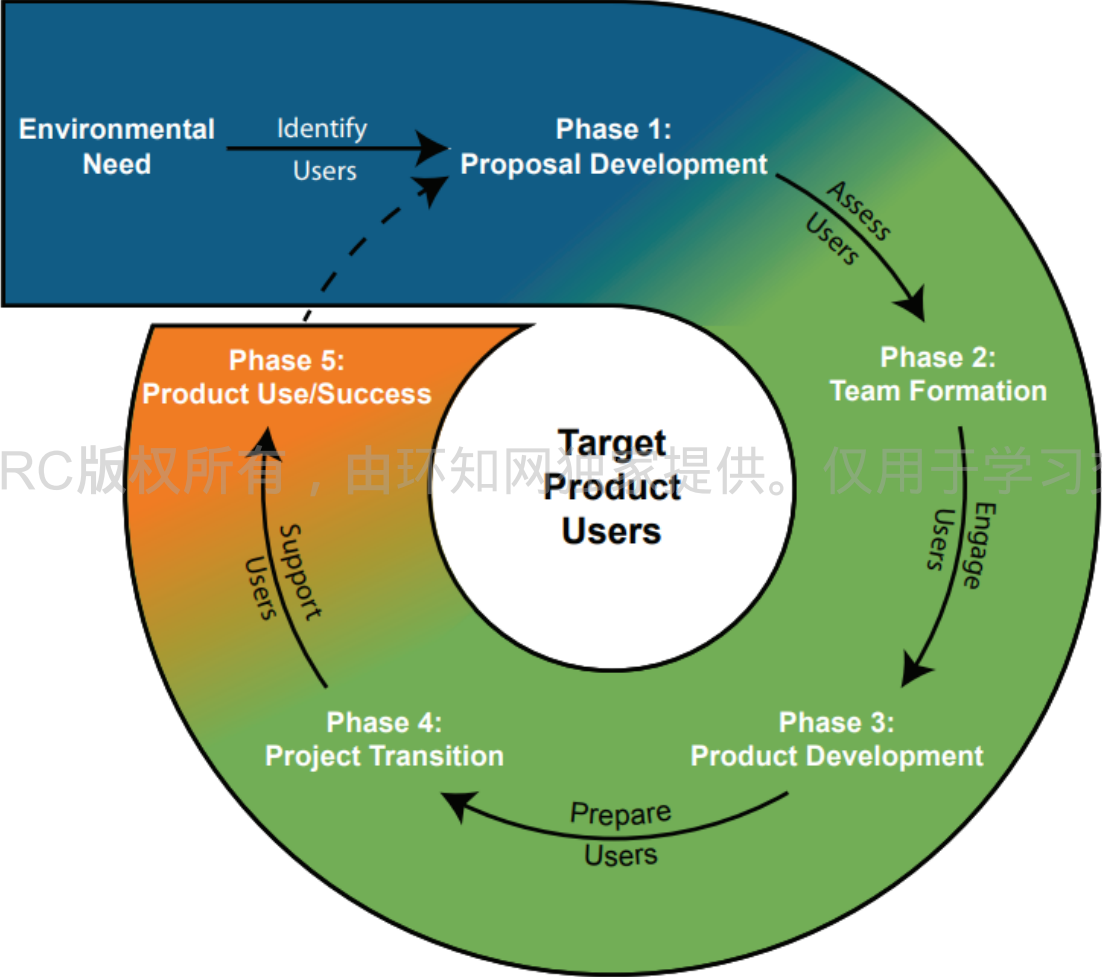 Environmental
Need
Identify
Users
Phase 1:
Proposal Development
Assess
Users
Phase 2:
Team Formation
Engage
Users
Phase 3:
Product Development
Prepare
Users
Phase 4:
Project Transition
Support
Users
Phase 5:
Product Use/Success
Target
Product
Users
RC版权所有，由环知网独家提供。仅用于学习